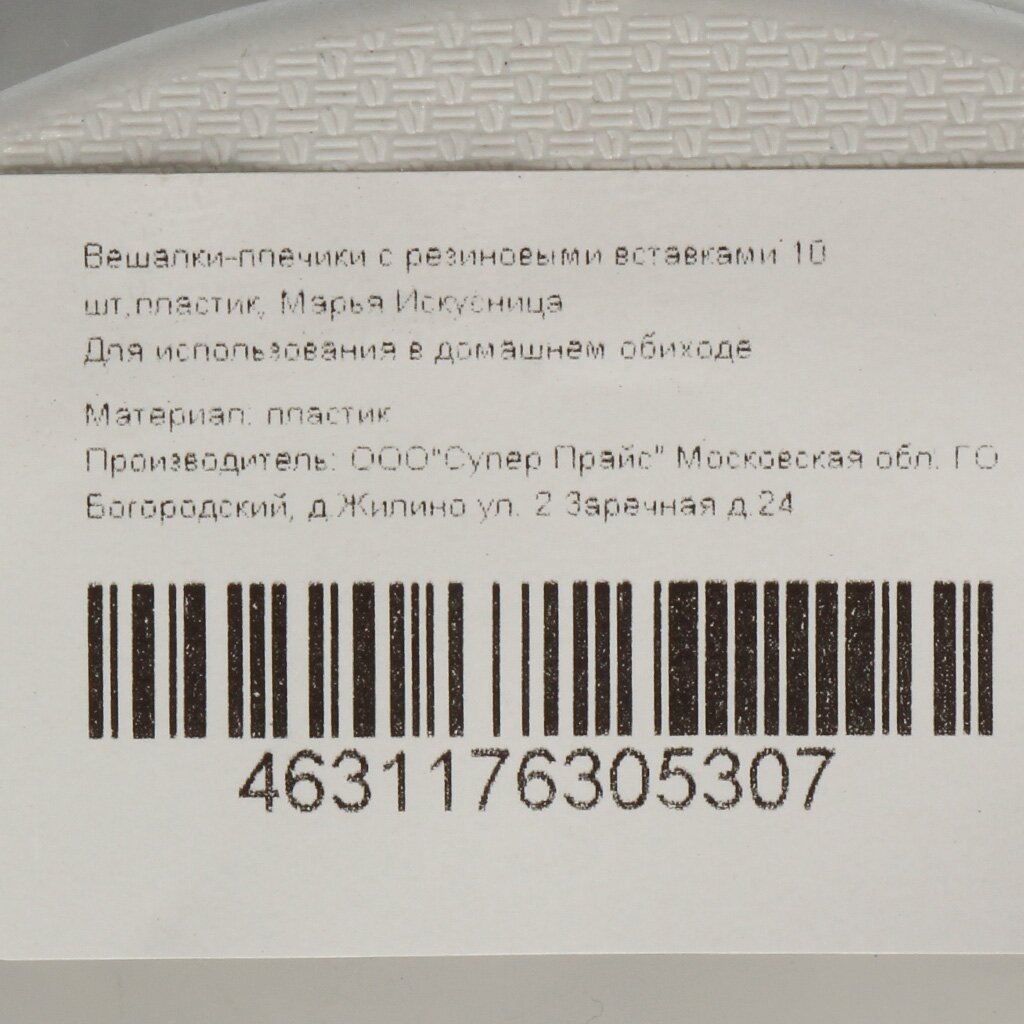 Вешалки-плечики с резиновыми вставками 10
шт,пластик, Марья Искусница
Для использования в домашнем обиходе
Материал: пластик
Производитель: ООО"Супер Прайс" Московская обл. ГО
Богородский, д.Жилино ул. 2 Заречная д.24
4631176305307